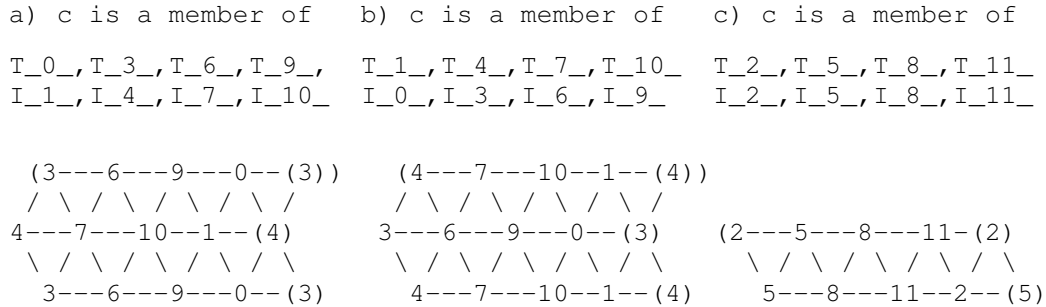 a) c is a member of   b) c is a member of   c) c is a member of
T_0_,T_3_,T_6_,T_9_,  T_1_,T_4_,T_7_,T_10_  T_2_,T_5_,T_8_,T_11_
I_1_,I_4_,I_7_,I_10_  I_0_,I_3_,I_6_,I_9_   I_2_,I_5_,I_8_,I_11_
 (3---6---9---0--(3))   (4---7---10--1--(4))
 / \ / \ / \ / \ /      / \ / \ / \ / \ /
4---7---10--1--(4)     3---6---9---0--(3)   (2---5---8---11-(2)
 \ / \ / \ / \ / \      \ / \ / \ / \ / \     \ / \ / \ / \ / \
  3---6---9---0--(3)     4---7---10--1--(4)    5---8---11--2--(5)